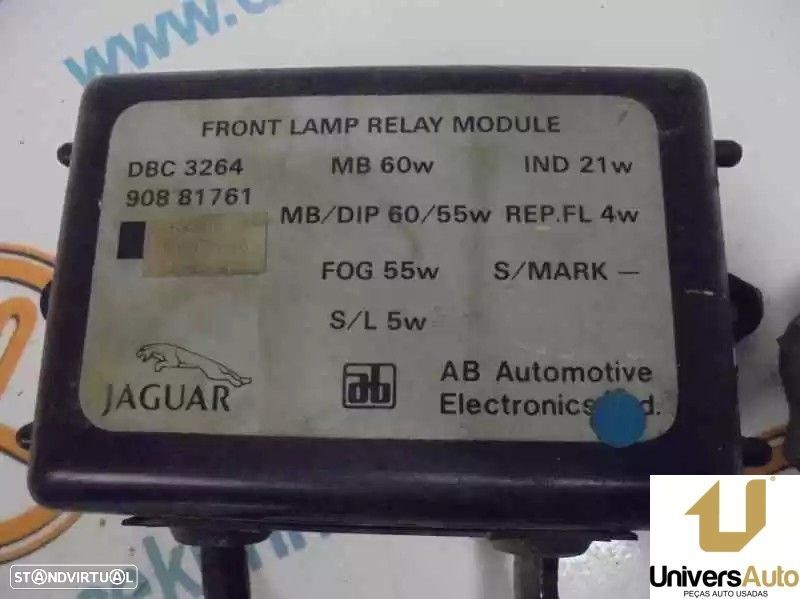 FRONT LAMP RELAY MODULE
DBC 3264 MB 60w IND 21w
908 81761
MB/DIP 60/55w REP.FL 4w
FOG 55w S/MARK –
S/L 5w
JAGUAR
ab
AB Automotive
Electronics
UniversAuto
PEÇAS AUTO USADAS
STANDVIRTUAL